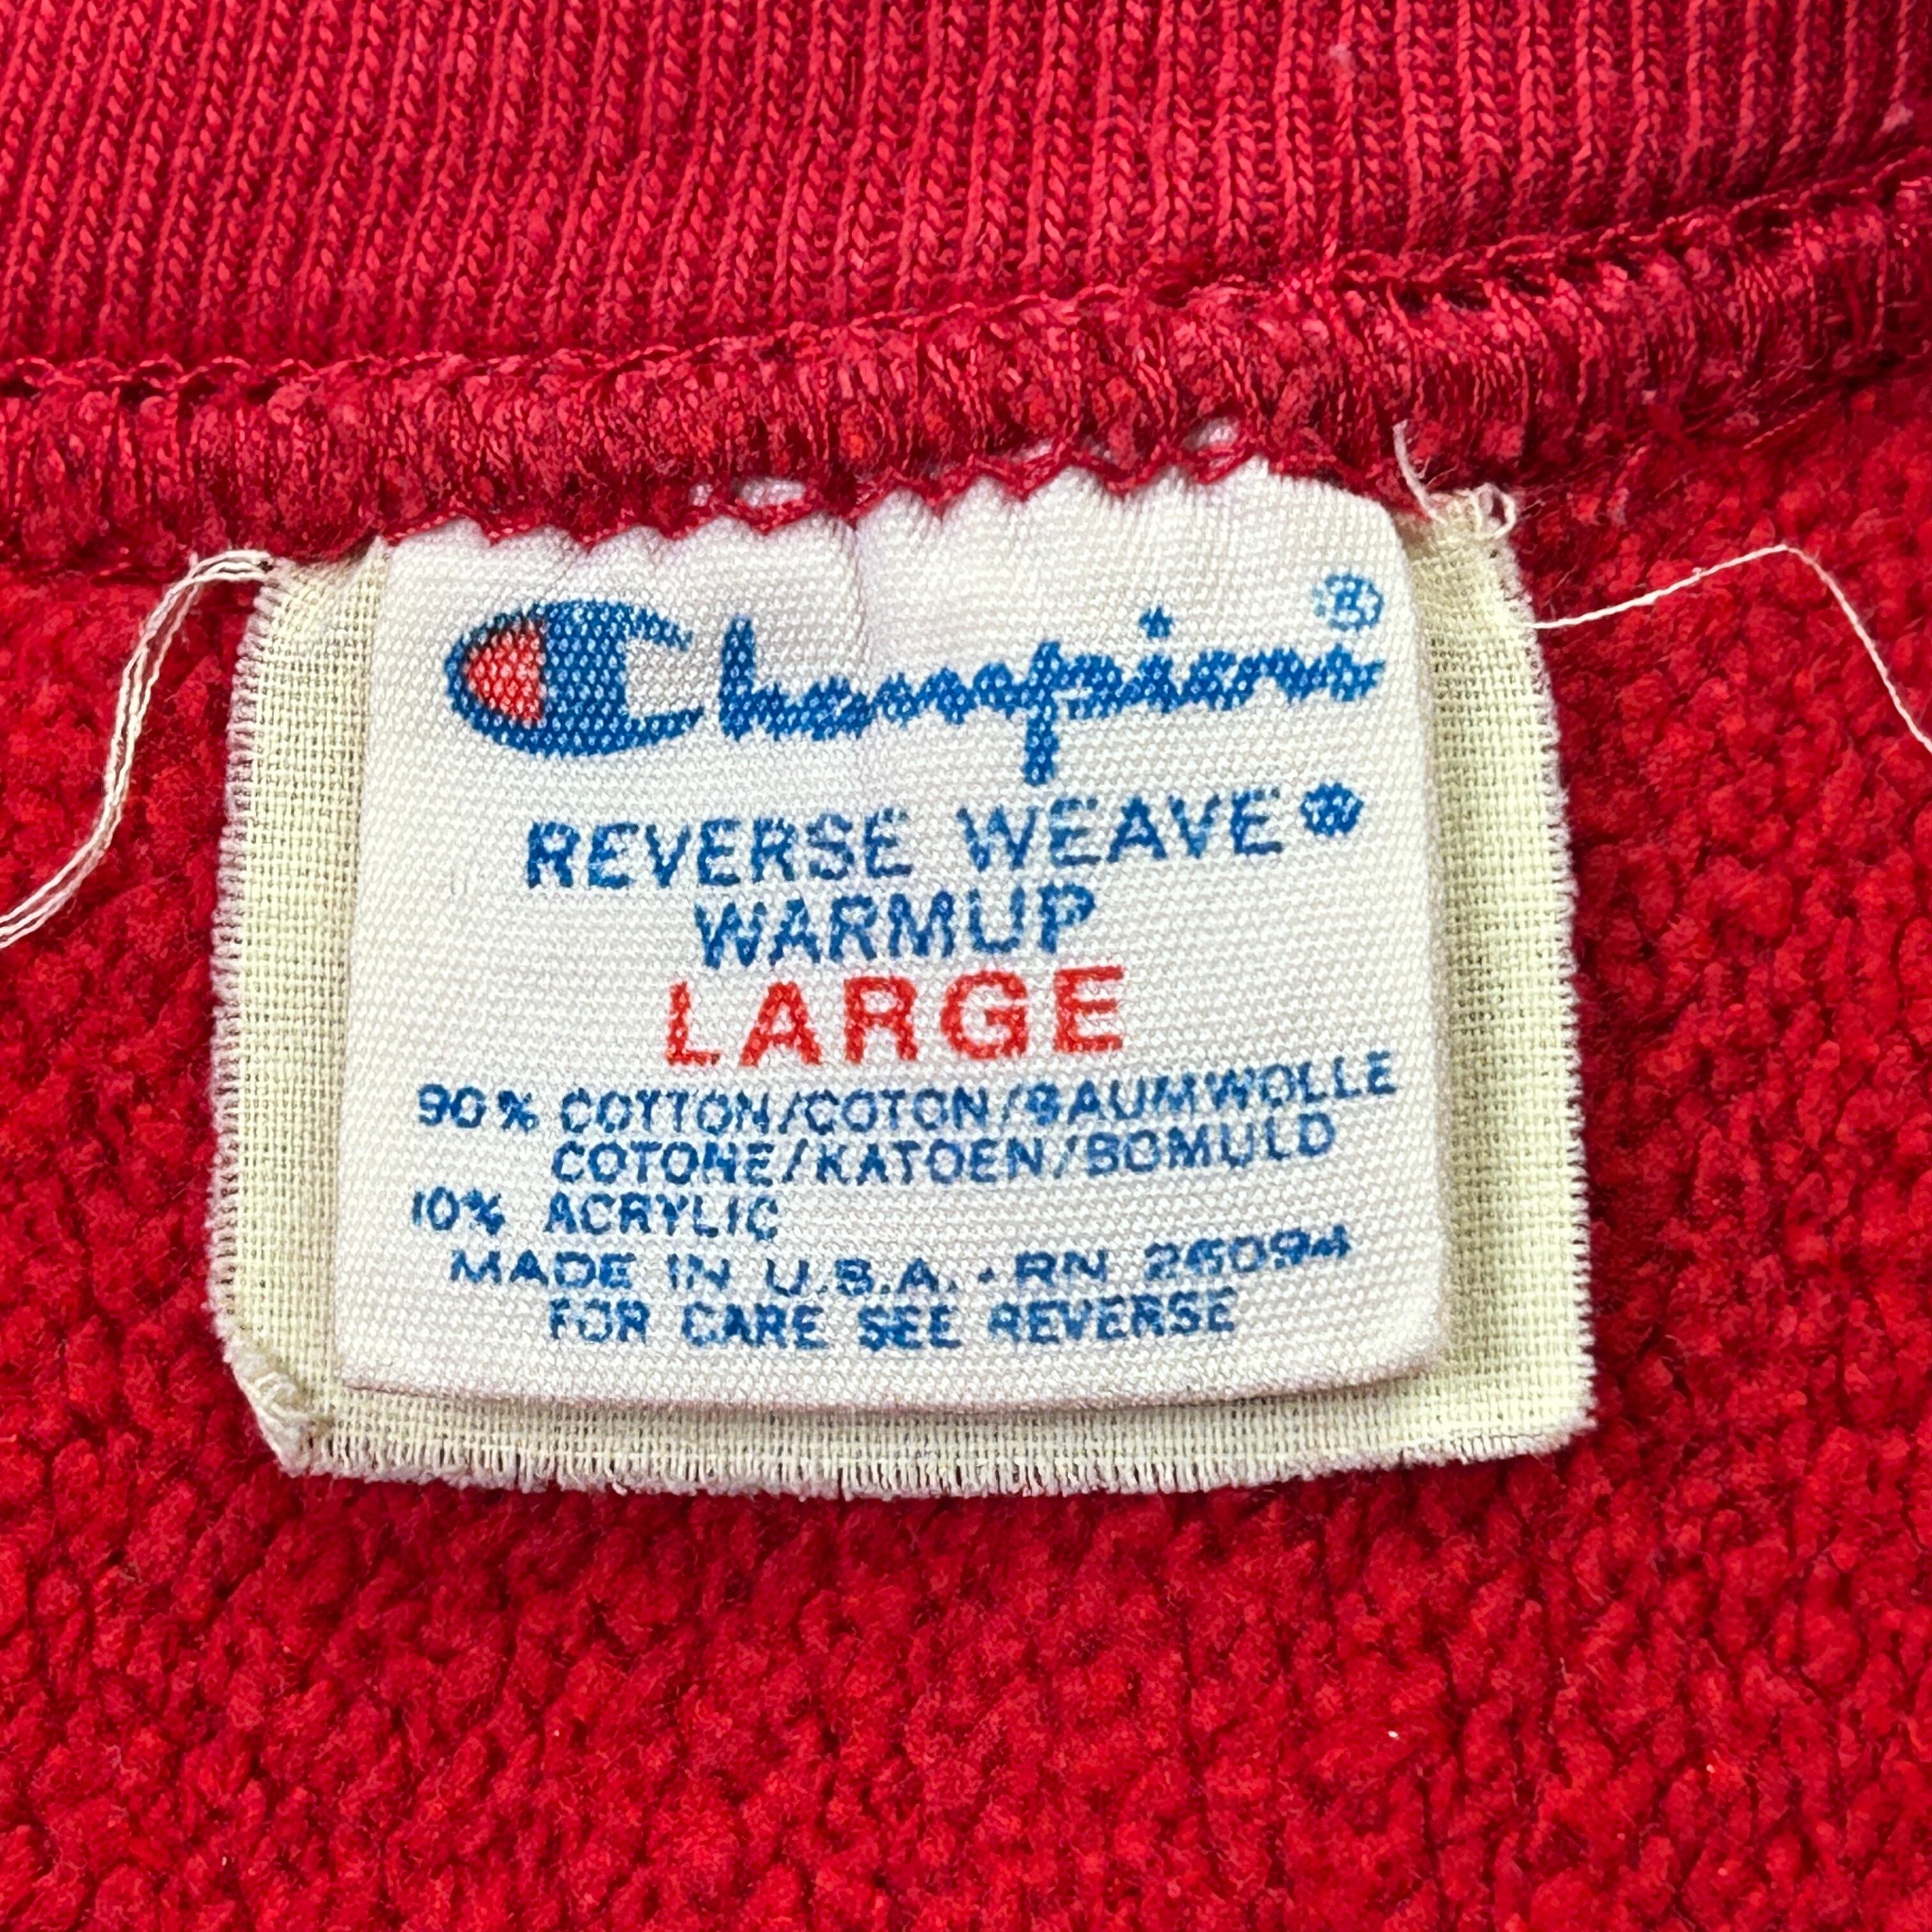 Champion®
REVERSE WEAVE®
WARMUP
LARGE
90% COTTON/COTON/BAUMWOLLE
COTONE/KATOEN/BOMULD
10% ACRYLIC
MADE IN U.S.A. • RN 26094
FOR CARE SEE REVERSE